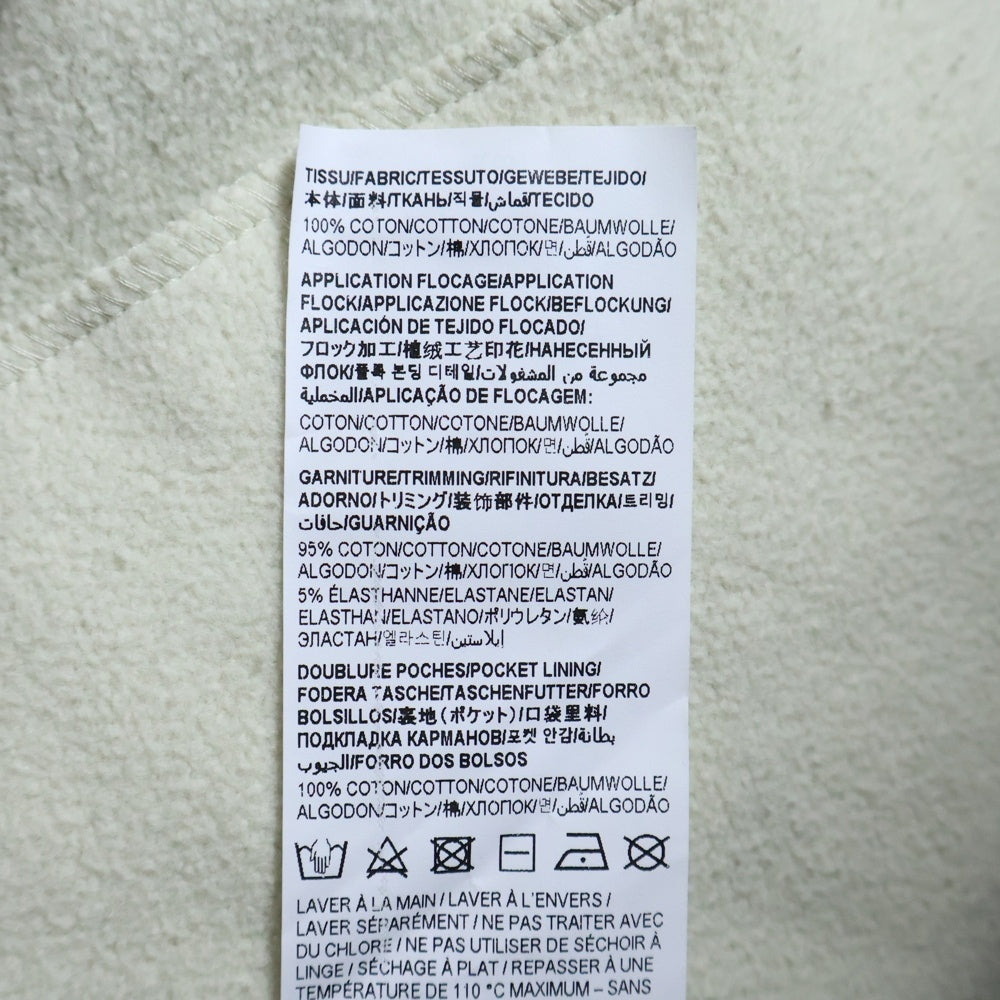 TISSU/FABRIC/TESSUTO/GEWEBE/TEJIDO/
本体/面料/ТКАНЬ/직물/قماش/TECIDO
100% COTON/COTTON/COTONE/BAUMWOLLE/
ALGODON/コットン/棉/ХЛОПОК/면/قطن/ALGODÃO
APPLICATION FLOCAGE/APPLICATION
FLOCK/APPLICAZIONE FLOCK/BEFLOCKUNG/
APLICACIÓN DE TEJIDO FLOCADO/
フロック加工/植绒工艺印花/НАНЕСЕННЫЙ
ФЛОК/플록 본딩 디테일/مجموعة من المشغولات
المخملية/APLICAÇÃO DE FLOCAGEM:
COTON/COTTON/COTONE/BAUMWOLLE/
ALGODON/コットン/棉/ХЛОПОК/면/قطن/ALGODÃO
GARNITURE/TRIMMING/RIFINITURA/BESATZ/
ADORNO/トリミング/装饰部件/ОТДЕЛКА/트리밍/
حافات/GUARNIÇÃO
95% COTON/COTTON/COTONE/BAUMWOLLE/
ALGODON/コットン/棉/ХЛОПОК/면/قطن/ALGODÃO
5% ÉLASTHANNE/ELASTANE/ELASTAN/
ELASTHAN/ELASTANO/ポリウレタン/氨纶/
ЭЛАСТАН/엘라스틴/إيلاستين
DOUBLURE POCHES/POCKET LINING/
FODERA TASCHE/TASCHENFUTTER/FORRO
BOLSILLOS/裏地(ポケット)/口袋里料/
ПОДКЛАДКА КАРМАНОВ/포켓 안감/بطانة
الجيوب/FORRO DOS BOLSOS
100% COTON/COTTON/COTONE/BAUMWOLLE/
ALGODON/コットン/棉/ХЛОПОК/면/قطن/ALGODÃO
LAVER À LA MAIN / LAVER À L'ENVERS /
LAVER SÉPARÉMENT / NE PAS TRAITER AVEC
DU CHLORE / NE PAS UTILISER DE SÉCHOIR À
LINGE / SÉCHAGE À PLAT / REPASSER À UNE
TEMPÉRATURE DE 110 °C MAXIMUM – SANS